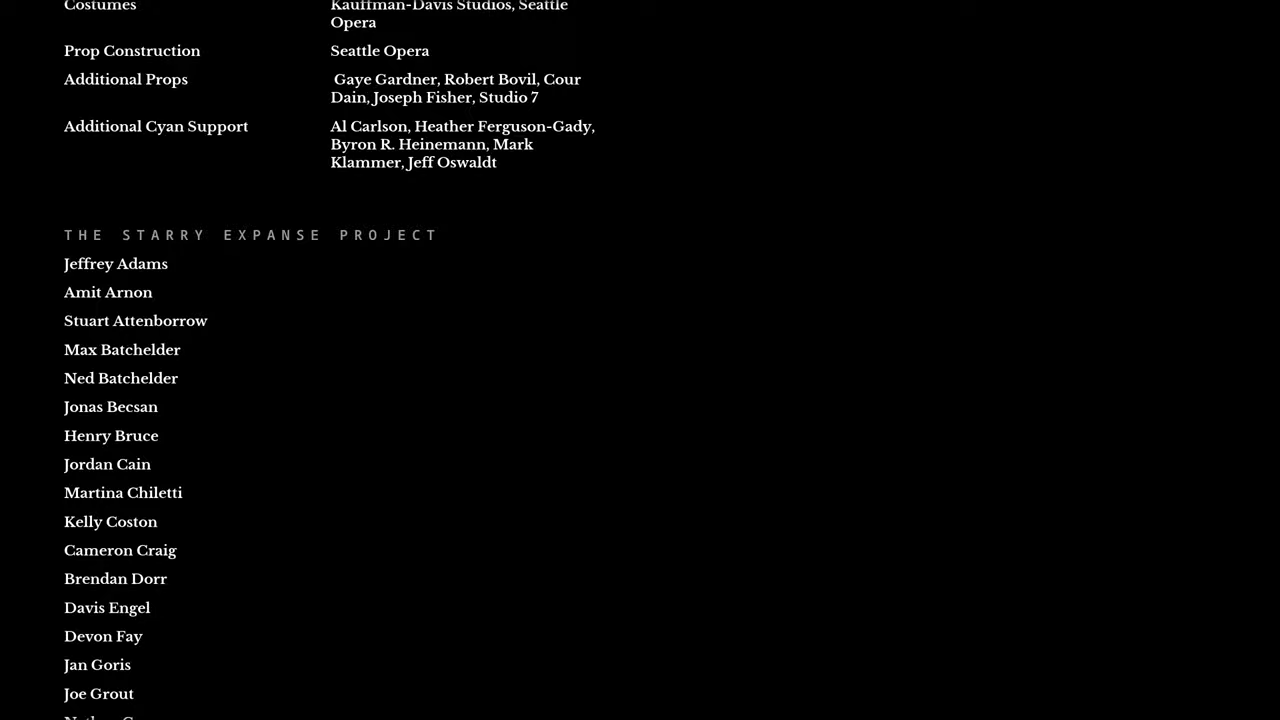 Costumes Kauffman-Davis Studios, Seattle
Opera
Prop Construction Seattle Opera
Additional Props Gaye Gardner, Robert Bovil, Cour
Dain, Joseph Fisher, Studio 7
Additional Cyan Support Al Carlson, Heather Ferguson-Gady,
Byron R. Heinemann, Mark
Klammer, Jeff Oswaldt
THE STARRY EXPANSE PROJECT
Jeffrey Adams
Amit Arnon
Stuart Attenborrow
Max Batchelder
Ned Batchelder
Jonas Becsan
Henry Bruce
Jordan Cain
Martina Chiletti
Kelly Coston
Cameron Craig
Brendan Dorr
Davis Engel
Devon Fay
Jan Goris
Joe Grout